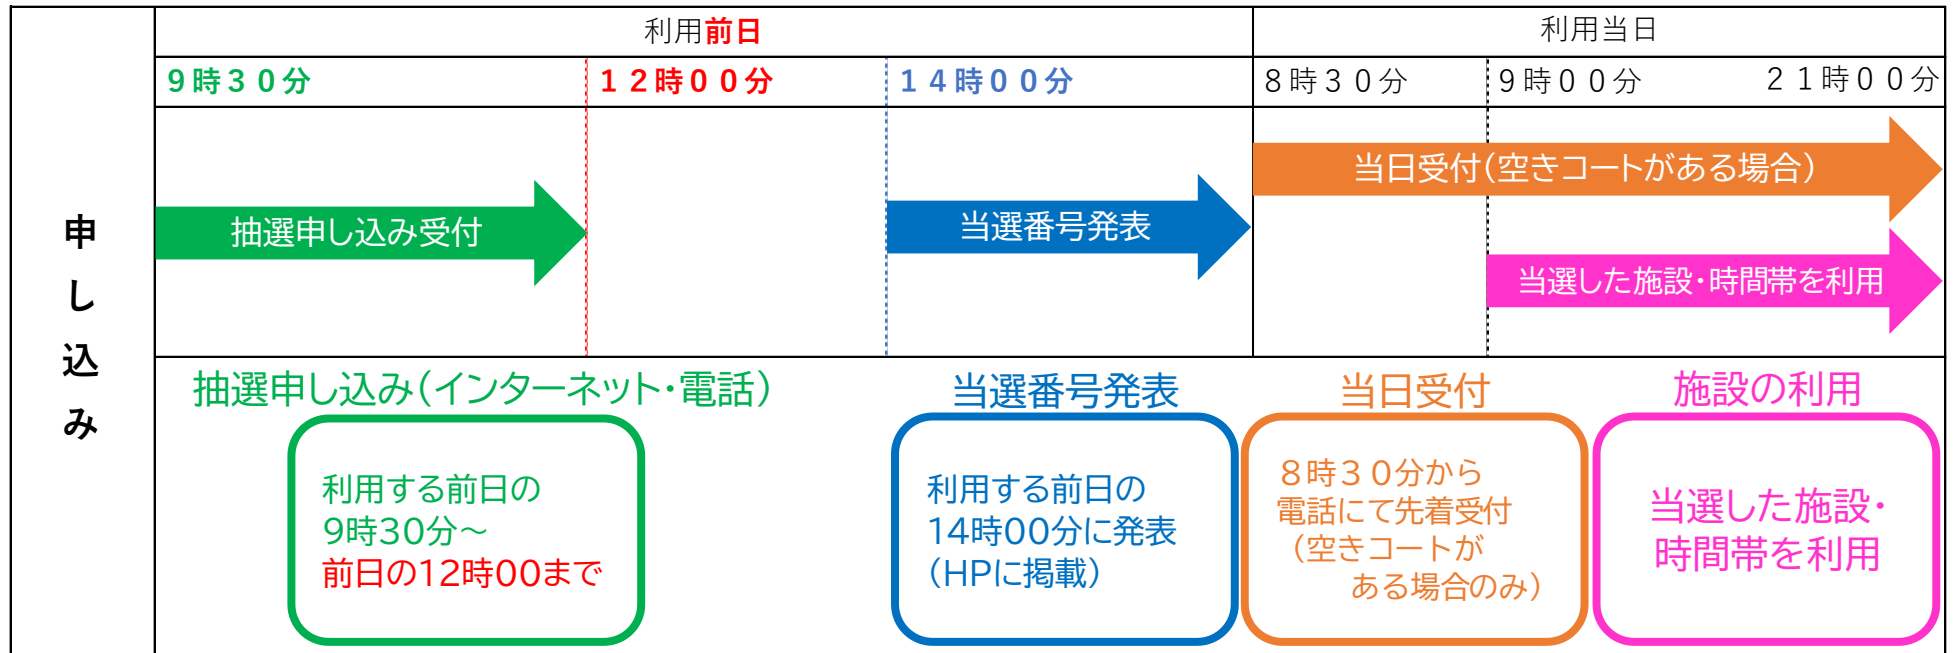 利用前日
利用当日
9時３０分
１２時００分
１４時００分
８時３０分
９時００分
２１時００分
申し込み
抽選申し込み受付
当選番号発表
当日受付（空きコートがある場合）
当選した施設・時間帯を利用
抽選申し込み（インターネット・電話）
利用する前日の
９時３０分～
前日の１２時００まで
当選番号発表
利用する前日の
１４時００分に発表
（HPに掲載）
当日受付
８時３０分から
電話にて先着受付
（空きコートが
ある場合のみ）
施設の利用
当選した施設・
時間帯を利用